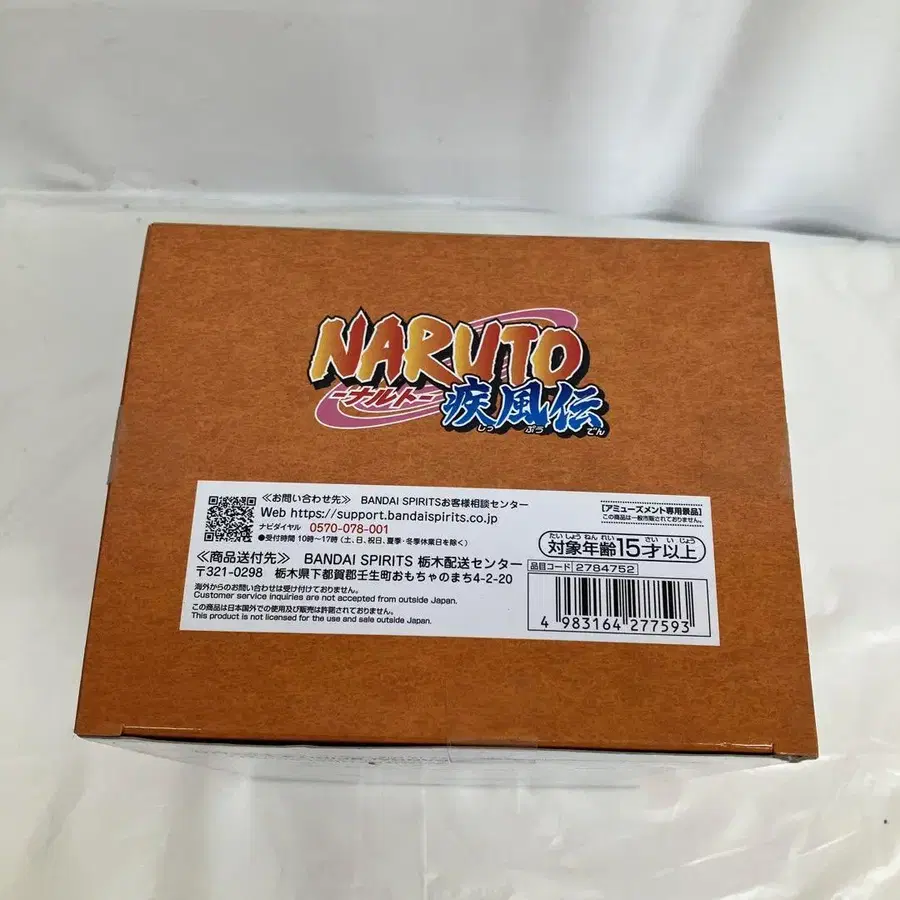 NARUTO
-ナルト-
疾風伝
しっ ぷう でん
≪お問い合わせ先≫ BANDAI SPIRITSお客様相談センター
Web https://support.bandaispirits.co.jp
ナビダイヤル 0570-078-001
●受付時間 10時～17時(土、日、祝日、夏季・冬季休業日を除く)
≪商品送付先≫ BANDAI SPIRITS 栃木配送センター
〒321-0298 栃木県下都賀郡壬生町おもちゃのまち4-2-20
海外からのお問い合わせは受け付けておりません。
Customer service inquiries are not accepted from outside Japan.
この商品は日本国外での使用及び販売は許諾されておりません。
This product is not licensed for the use and sale outside Japan.
[アミューズメント専用景品]
この商品は一般市販されておりません。
たい しょう ねん れい さい い じょう
対象年齢15才以上
品目コード 2784752
4 983164 277593